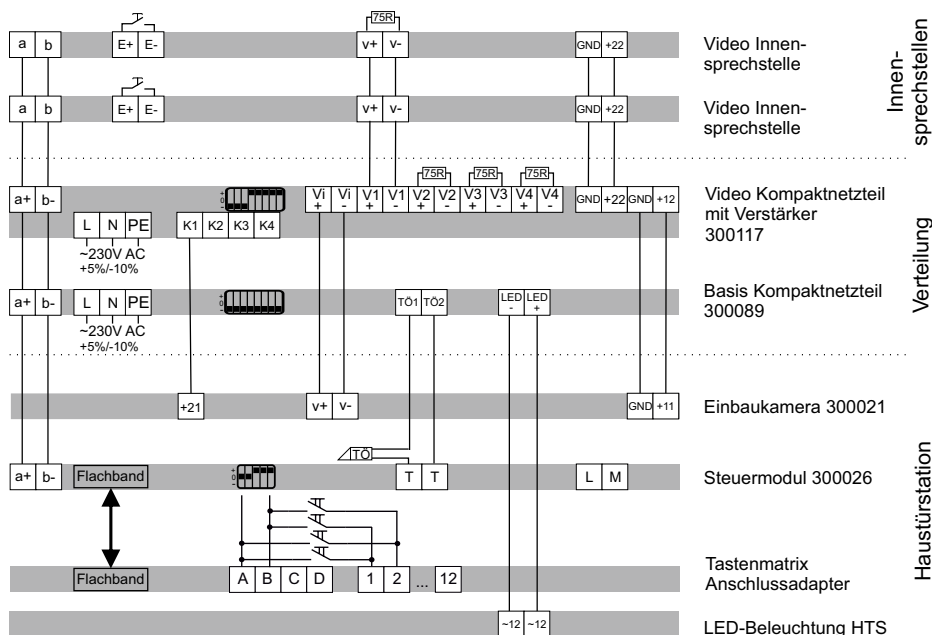 75R
a b E+ E- v+ v- GND +22 Video Innen-
sprechstelle
a b E+ E- v+ v- GND +22 Video Innen-
sprechstelle
Innen-
sprechstellen
75R 75R 75R
a+ b- + 0 - Vi + Vi - V1 + V1 - V2 + V2 - V3 + V3 - V4 + V4 - GND +22 GND +12 Video Kompaktnetzteil
mit Verstärker
300117
L N PE K1 K2 K3 K4
~230V AC
+5%/-10%
Verteilung
a+ b- L N PE + 0 - TÖ1 TÖ2 LED - LED + Basis Kompaktnetzteil
300089
~230V AC
+5%/-10%
+21 v+ v- GND +11 Einbaukamera 300021
TÖ
a+ b- Flachband + 0 - T T L M Steuermodul 300026
Haustürstation
Flachband A B C D 1 2 ... 12 Tastenmatrix
Anschlussadapter
~12 ~12 LED-Beleuchtung HTS